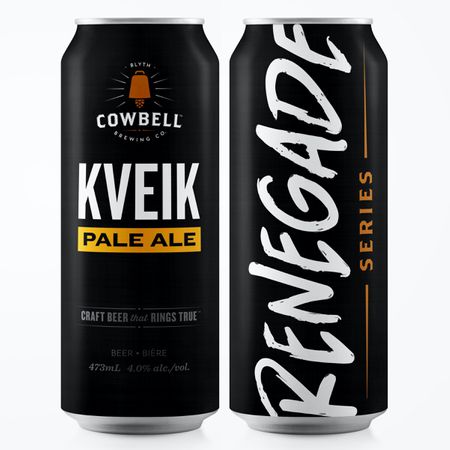 BLYTH
COWBELL
BREWING CO.
KVEIK
PALE ALE
CRAFT BEER that RINGS TRUE™
BEER • BIÈRE
473mL 4.0% alc./vol.
RENEGADE
SERIES